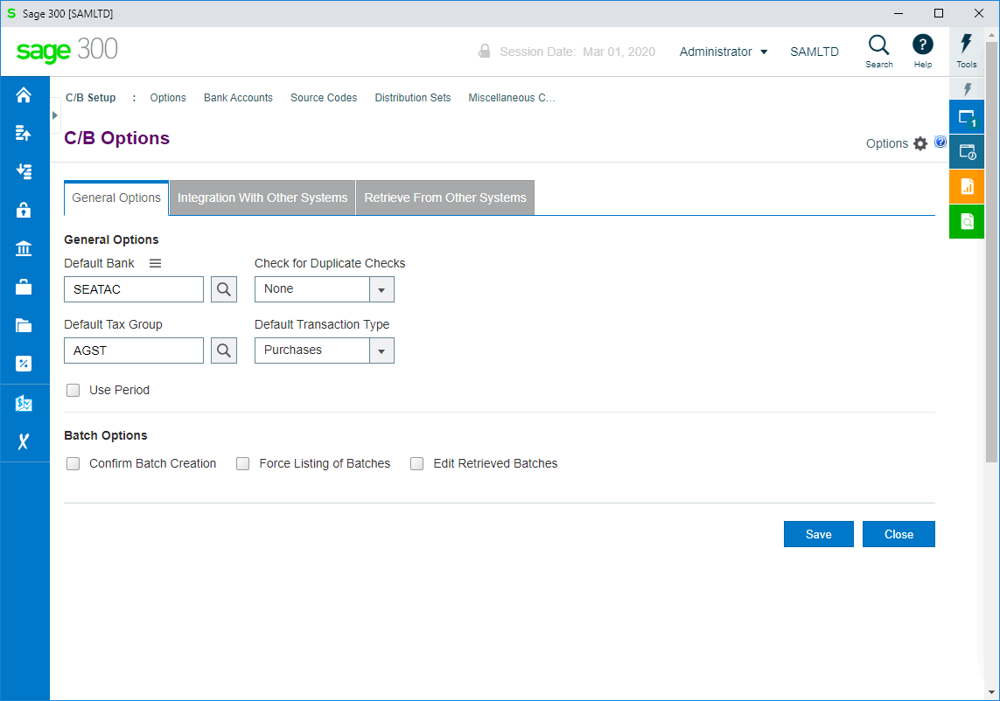 S Sage 300 [SAMLTD]
sage 300
Session Date: Mar 01, 2020 Administrator SAMLTD Search ? Help Tools
C/B Setup : Options Bank Accounts Source Codes Distribution Sets Miscellaneous C...
1
C/B Options
Options ?
General Options Integration With Other Systems Retrieve From Other Systems
General Options
Default Bank Check for Duplicate Checks
SEATAC None
Default Tax Group Default Transaction Type
AGST Purchases
Use Period
Batch Options
Confirm Batch Creation Force Listing of Batches Edit Retrieved Batches
Save Close